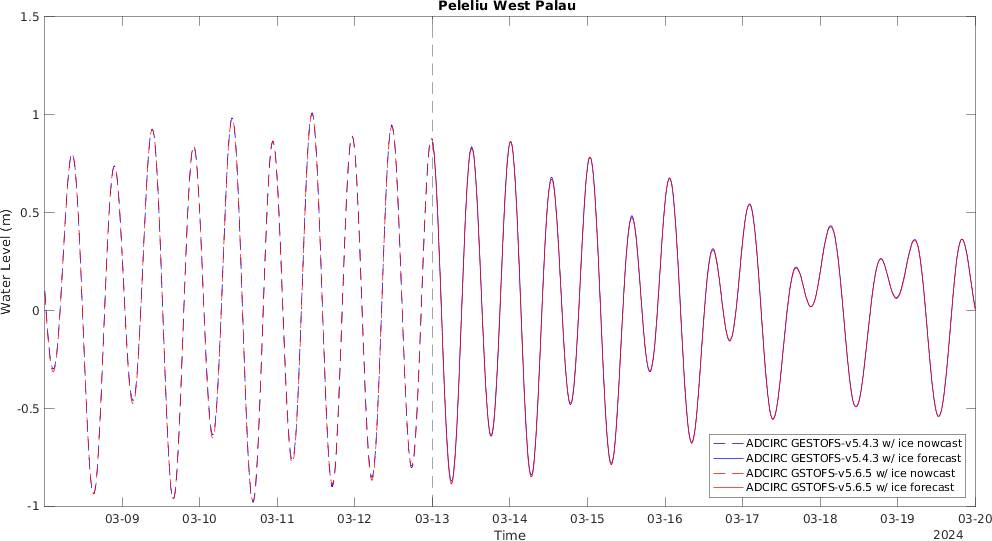 Peleliu West Palau
1.5
1
0.5
0
-0.5
-1
Water Level (m)
03-09 03-10 03-11 03-12 03-13 03-14 03-15 03-16 03-17 03-18 03-19 03-20
Time
2024
ADCIRC GESTOFS-v5.4.3 w/ ice nowcast
ADCIRC GESTOFS-v5.4.3 w/ ice forecast
ADCIRC GSTOFS-v5.6.5 w/ ice nowcast
ADCIRC GSTOFS-v5.6.5 w/ ice forecast